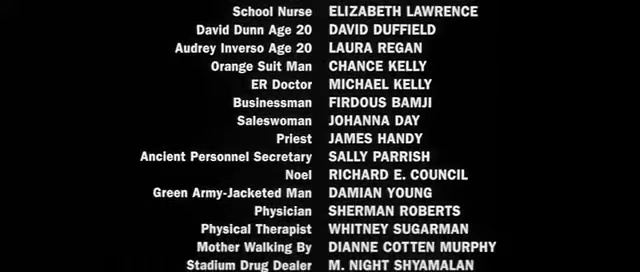 School Nurse ELIZABETH LAWRENCE
David Dunn Age 20 DAVID DUFFIELD
Audrey Inverso Age 20 LAURA REGAN
Orange Suit Man CHANCE KELLY
ER Doctor MICHAEL KELLY
Businessman FIRDOUS BAMJI
Saleswoman JOHANNA DAY
Priest JAMES HANDY
Ancient Personnel Secretary SALLY PARRISH
Noel RICHARD E. COUNCIL
Green Army-Jacketed Man DAMIAN YOUNG
Physician SHERMAN ROBERTS
Physical Therapist WHITNEY SUGARMAN
Mother Walking By DIANNE COTTEN MURPHY
Stadium Drug Dealer M. NIGHT SHYAMALAN